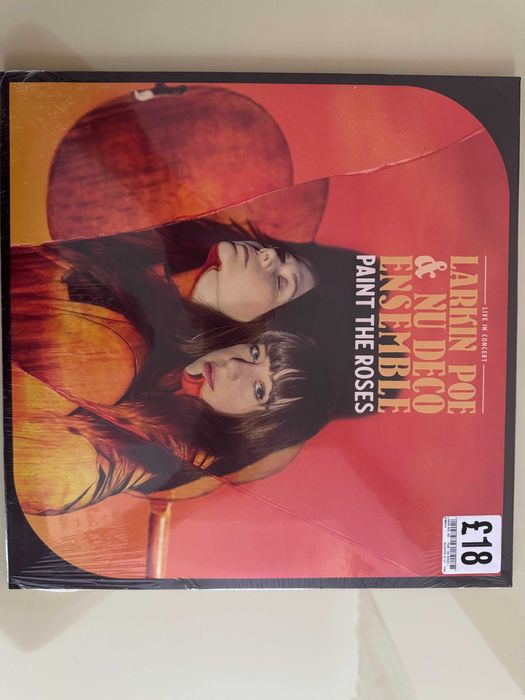 LIVE IN CONCERT
LARKIN POE
& NU DECO
ENSEMBLE
PAINT THE ROSES
£18